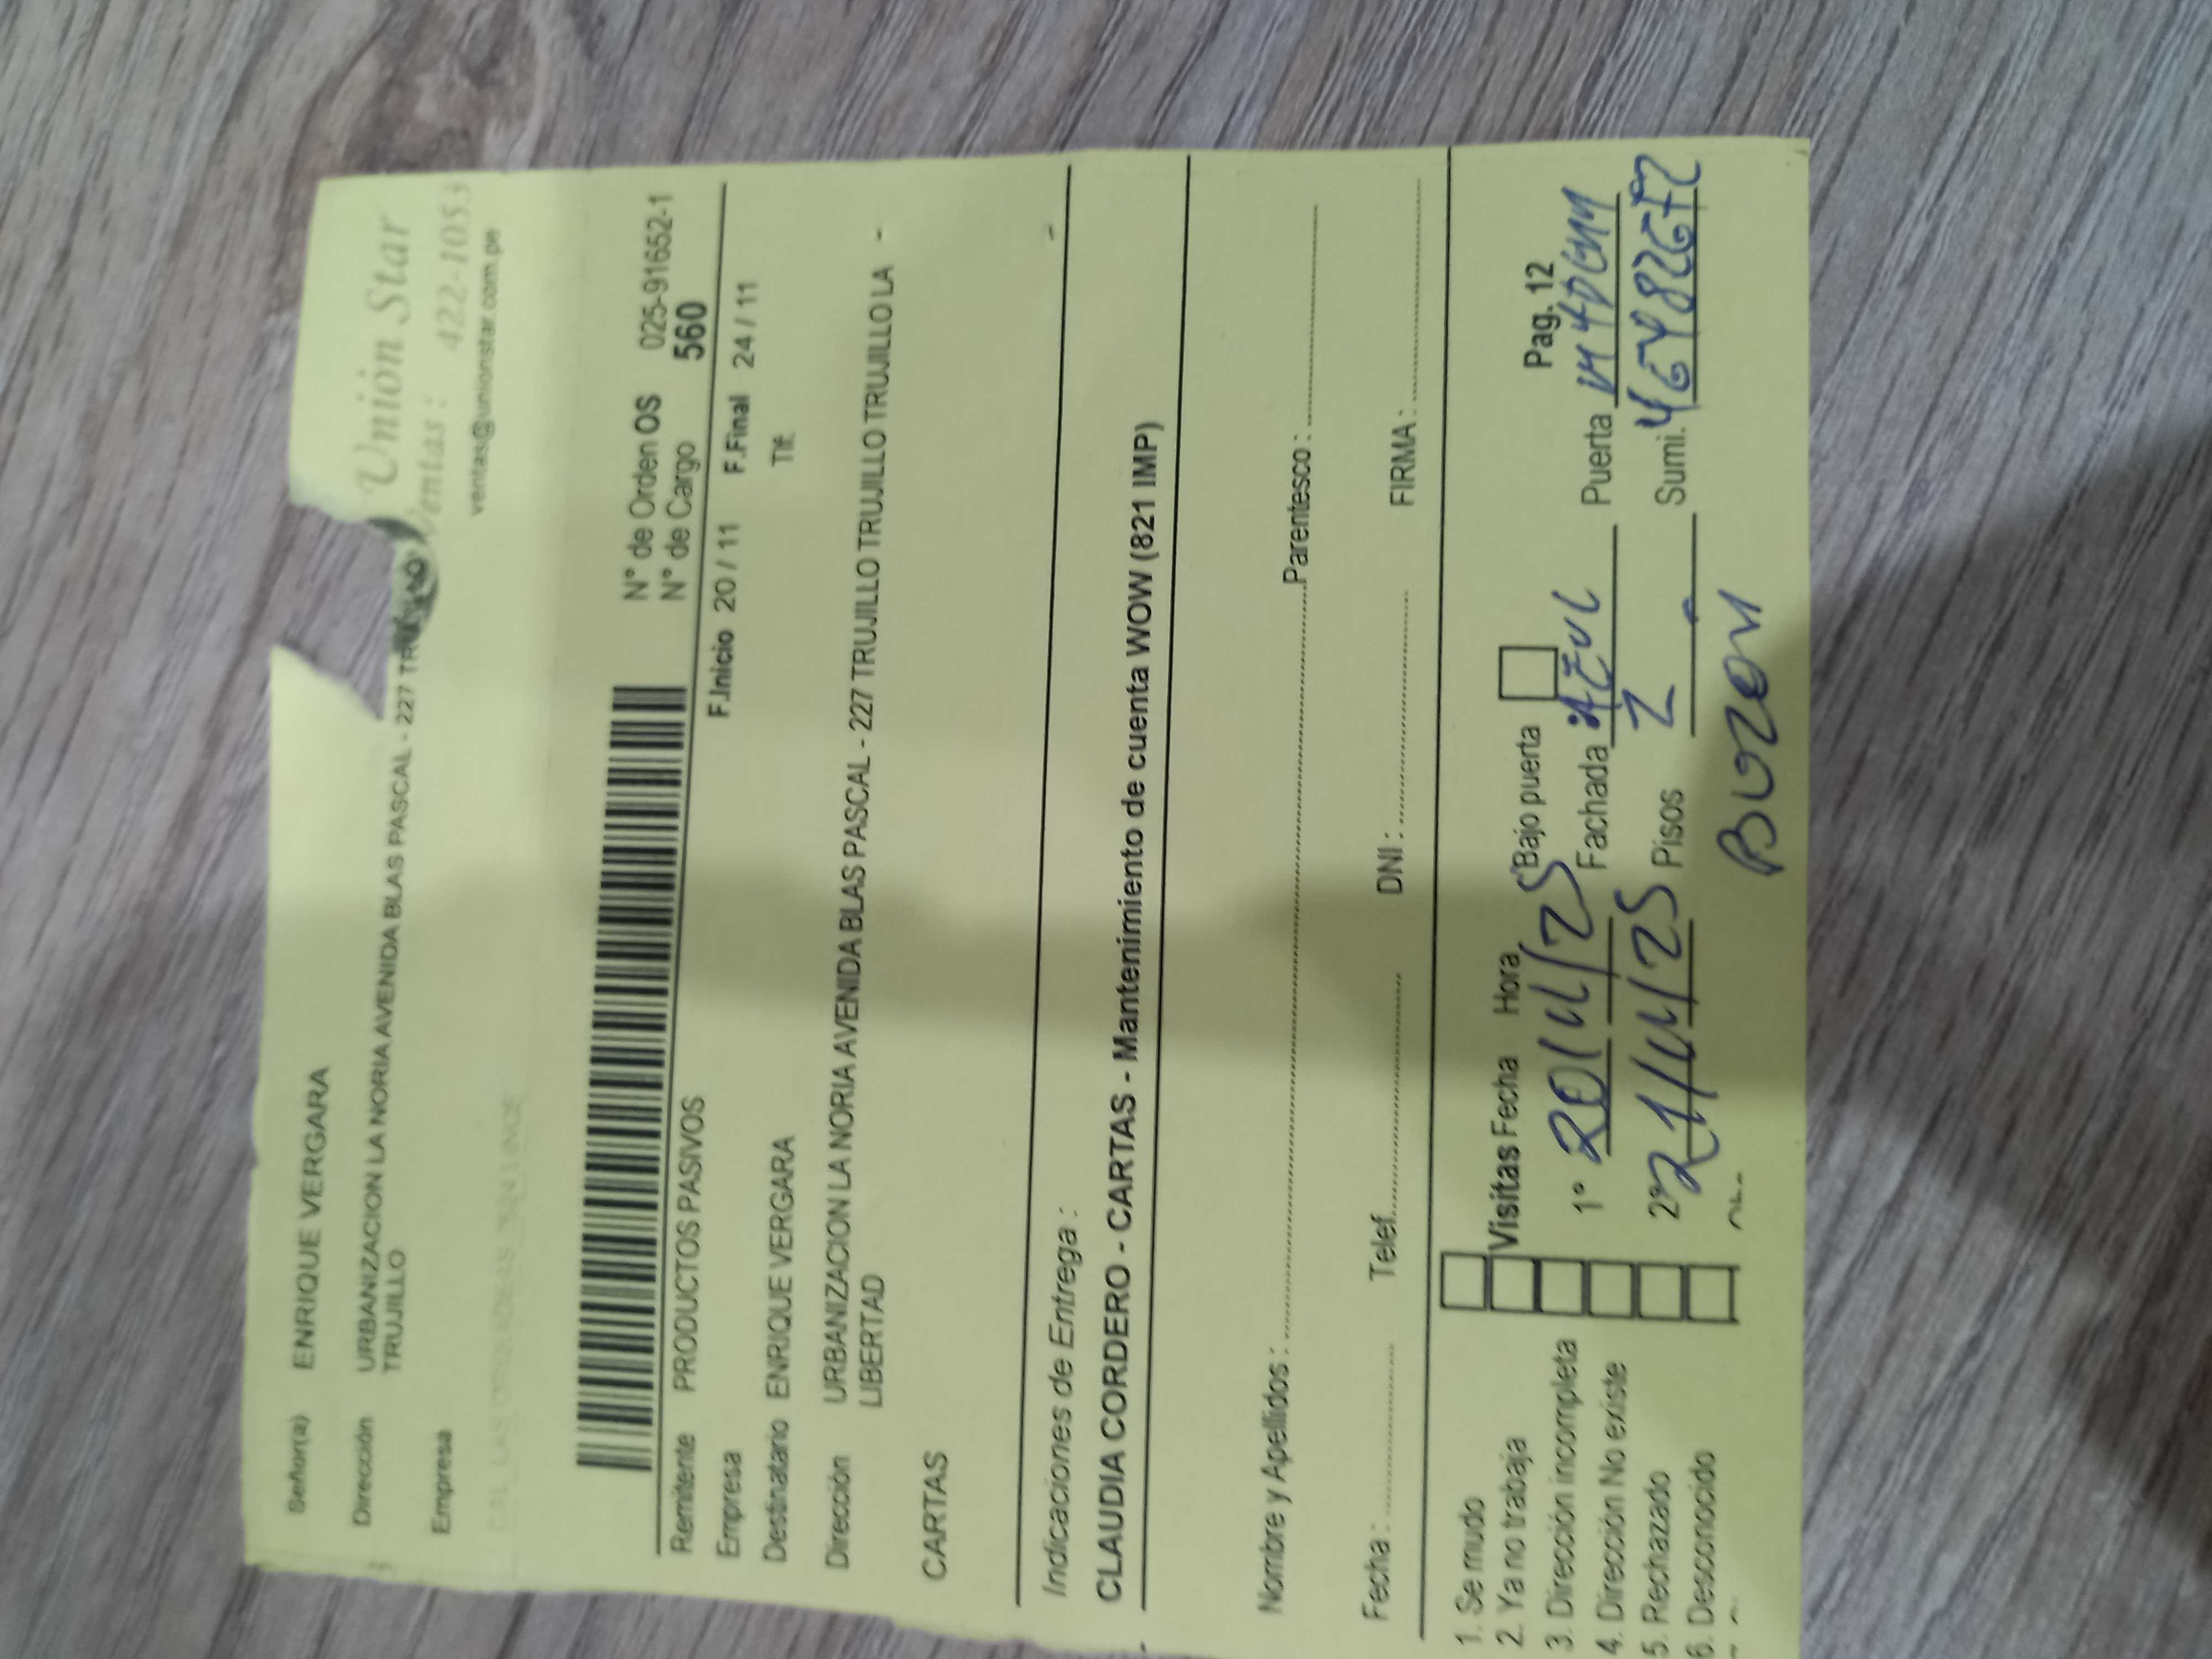 Señor(a) ENRIQUE VERGARA
Dirección URBANIZACION LA NORIA AVENIDA BLAS PASCAL - 227
TRUJILLO
Empresa
Unión Star
Ventas : 422-1053
ventas@unionstar.com.pe
N° de Orden OS 025-91652-1
N° de Cargo 560
Remitente PRODUCTOS PASIVOS
F.Inicio 20 / 11 F.Final 24 / 11
Empresa
Tlf.
Destinatario ENRIQUE VERGARA
Dirección URBANIZACION LA NORIA AVENIDA BLAS PASCAL - 227 TRUJILLO TRUJILLO TRUJILLO LA -
LIBERTAD
CARTAS
Indicaciones de Entrega : -
CLAUDIA CORDERO - CARTAS - Mantenimiento de cuenta WOW (821 IMP)
Nombre y Apellidos : Parentesco :
Fecha : Telef. DNI : FIRMA :
1. Se mudo
2. Ya no trabaja
3. Dirección incompleta
4. Dirección No existe
5. Rechazado
6. Desconocido
Visitas Fecha Hora Bajo puerta Pag. 12
1° 20/11/25 Fachada AZUL Puerta
2° 21/11/25 Pisos 2 Sumi.
BUZON